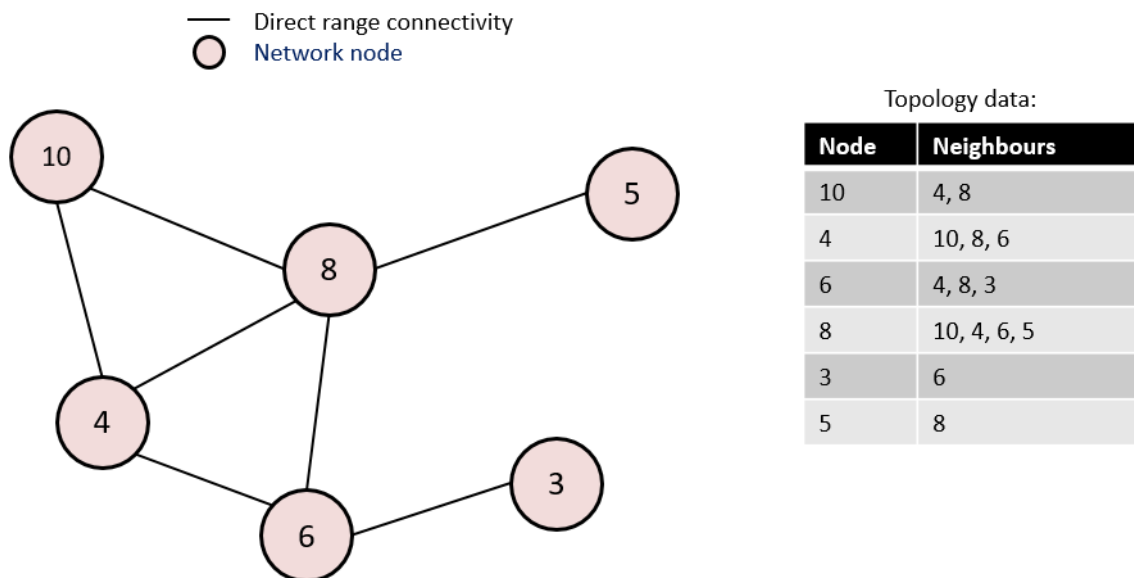 Direct range connectivity
Network node
10
5
8
4
3
6
Topology data:
Node Neighbours
10 4, 8
4 10, 8, 6
6 4, 8, 3
8 10, 4, 6, 5
3 6
5 8